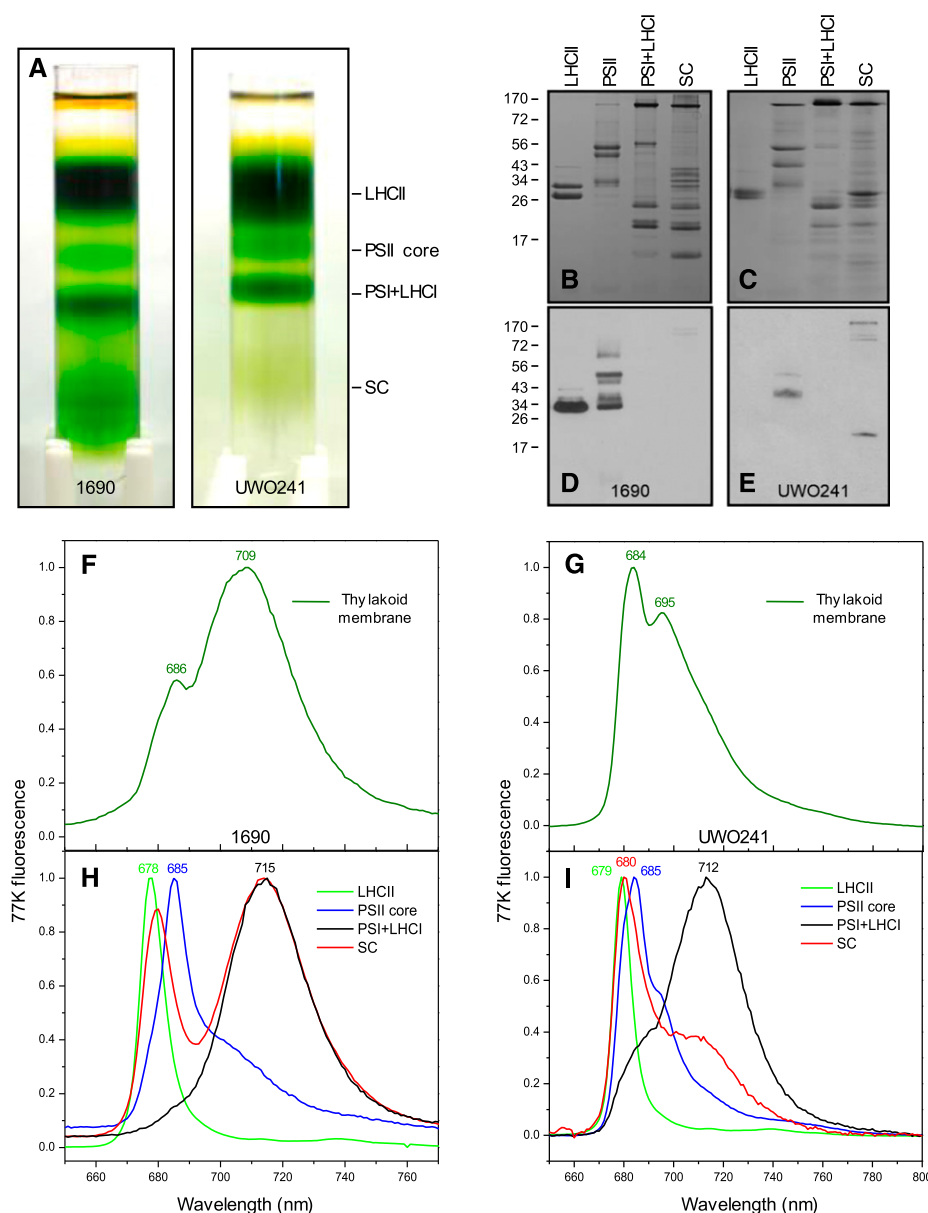 A
1690
UWO241
LHCII
PSII core
PSI+LHCI
SC
LHCII
PSII
PSI+LHCI
SC
LHCII
PSII
PSI+LHCI
SC
170
72
56
43
34
26
17
B
C
170
72
56
43
34
26
17
D
1690
E
UWO241
F
709
686
Thylakoid
membrane
1.0
0.8
0.6
0.4
0.2
0.0
1690
G
684
695
Thylakoid
membrane
1.0
0.8
0.6
0.4
0.2
0.0
UWO241
77K fluorescence
77K fluorescence
H
678
685
715
LHCII
PSII core
PSI+LHCI
SC
1.0
0.8
0.6
0.4
0.2
0.0
660 680 700 720 740 760
Wavelength (nm)
I
679
680
685
712
LHCII
PSII core
PSI+LHCI
SC
1.0
0.8
0.6
0.4
0.2
0.0
660 680 700 720 740 760 780 800
Wavelength (nm)